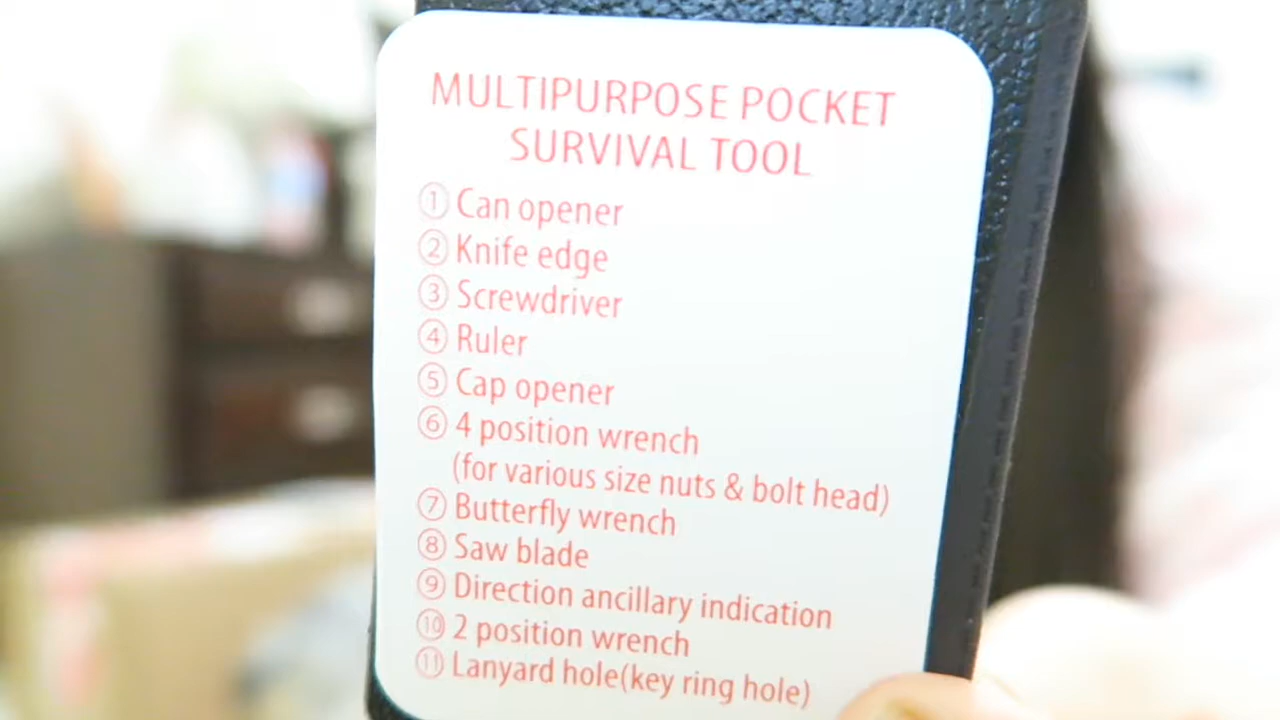 MULTIPURPOSE POCKET
SURVIVAL TOOL
① Can opener
② Knife edge
③ Screwdriver
④ Ruler
⑤ Cap opener
⑥ 4 position wrench
(for various size nuts & bolt head)
⑦ Butterfly wrench
⑧ Saw blade
⑨ Direction ancillary indication
⑩ 2 position wrench
⑪ Lanyard hole(key ring hole)